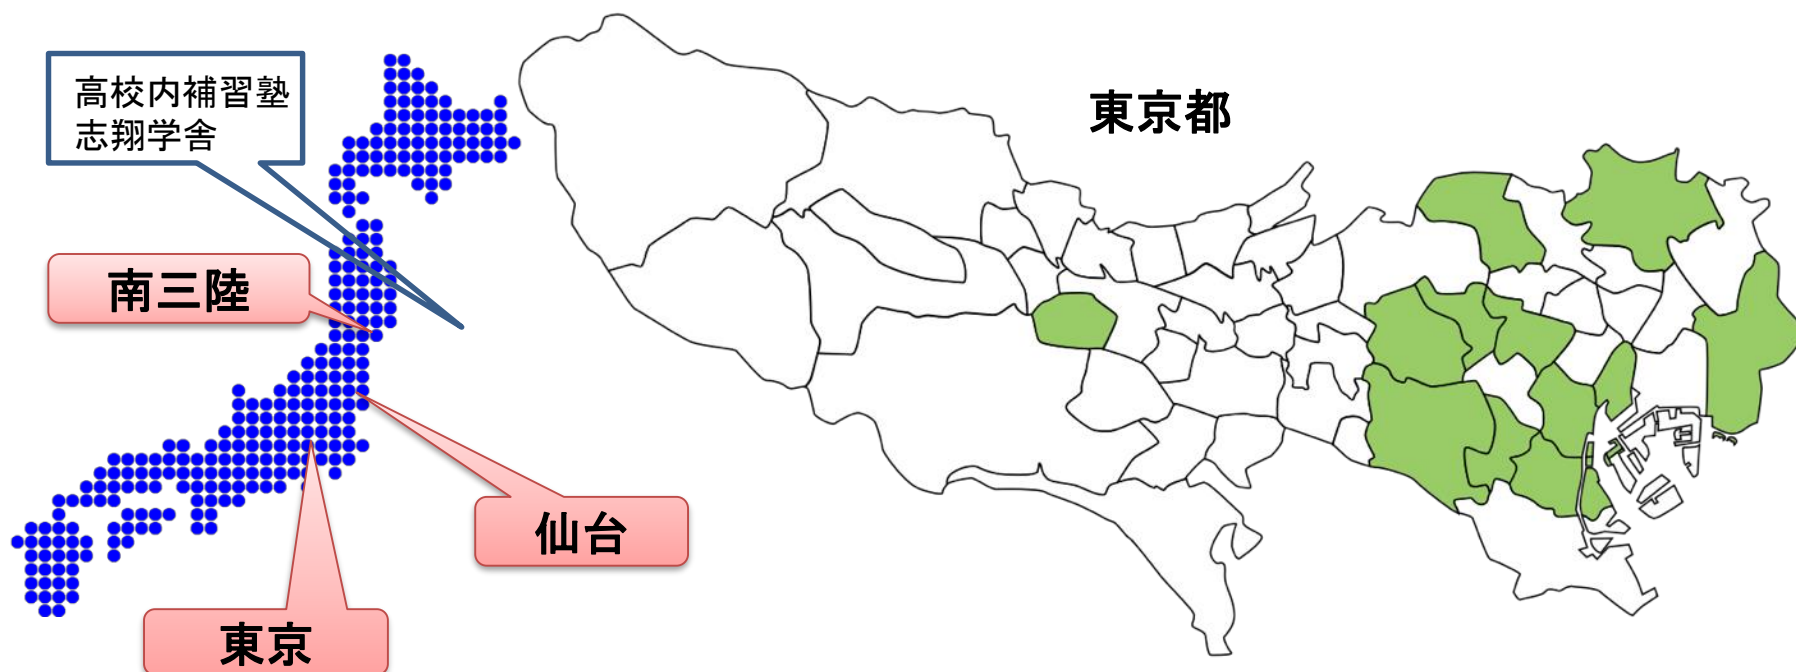 高校内補習塾
志翔学舎
東京都
南三陸
仙台
東京